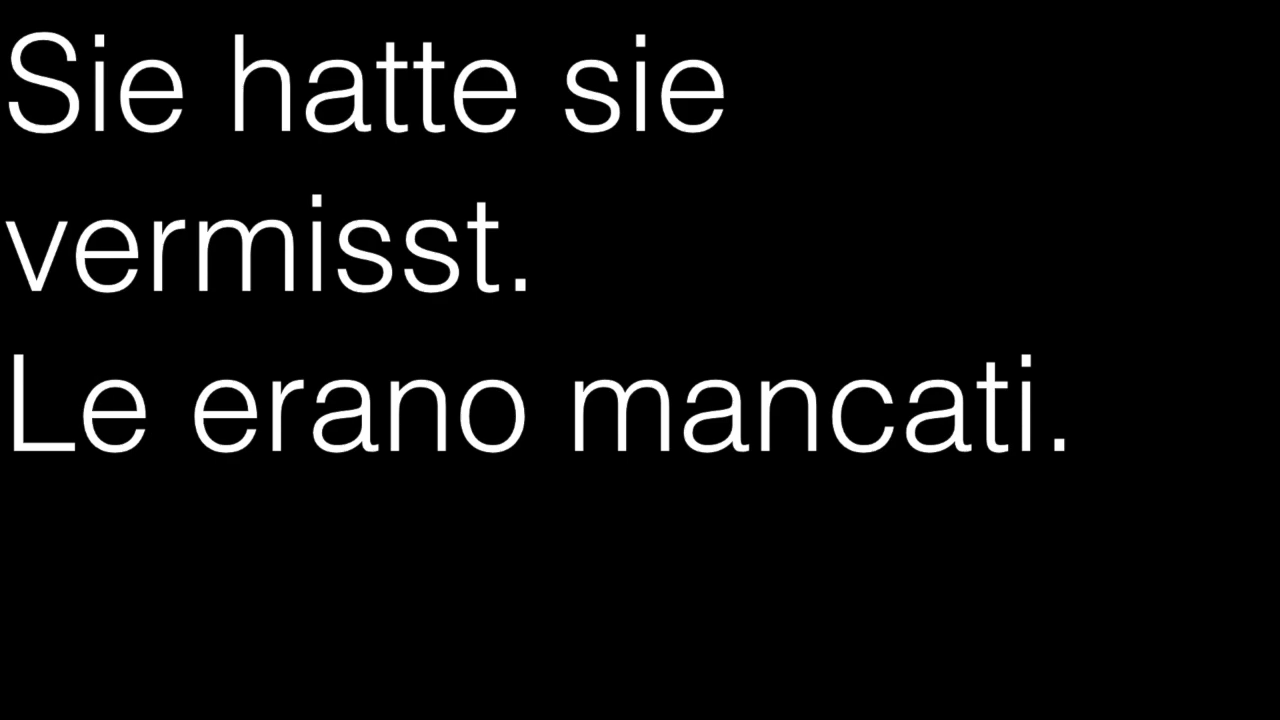 Sie hatte sie
vermisst.
Le erano mancati.